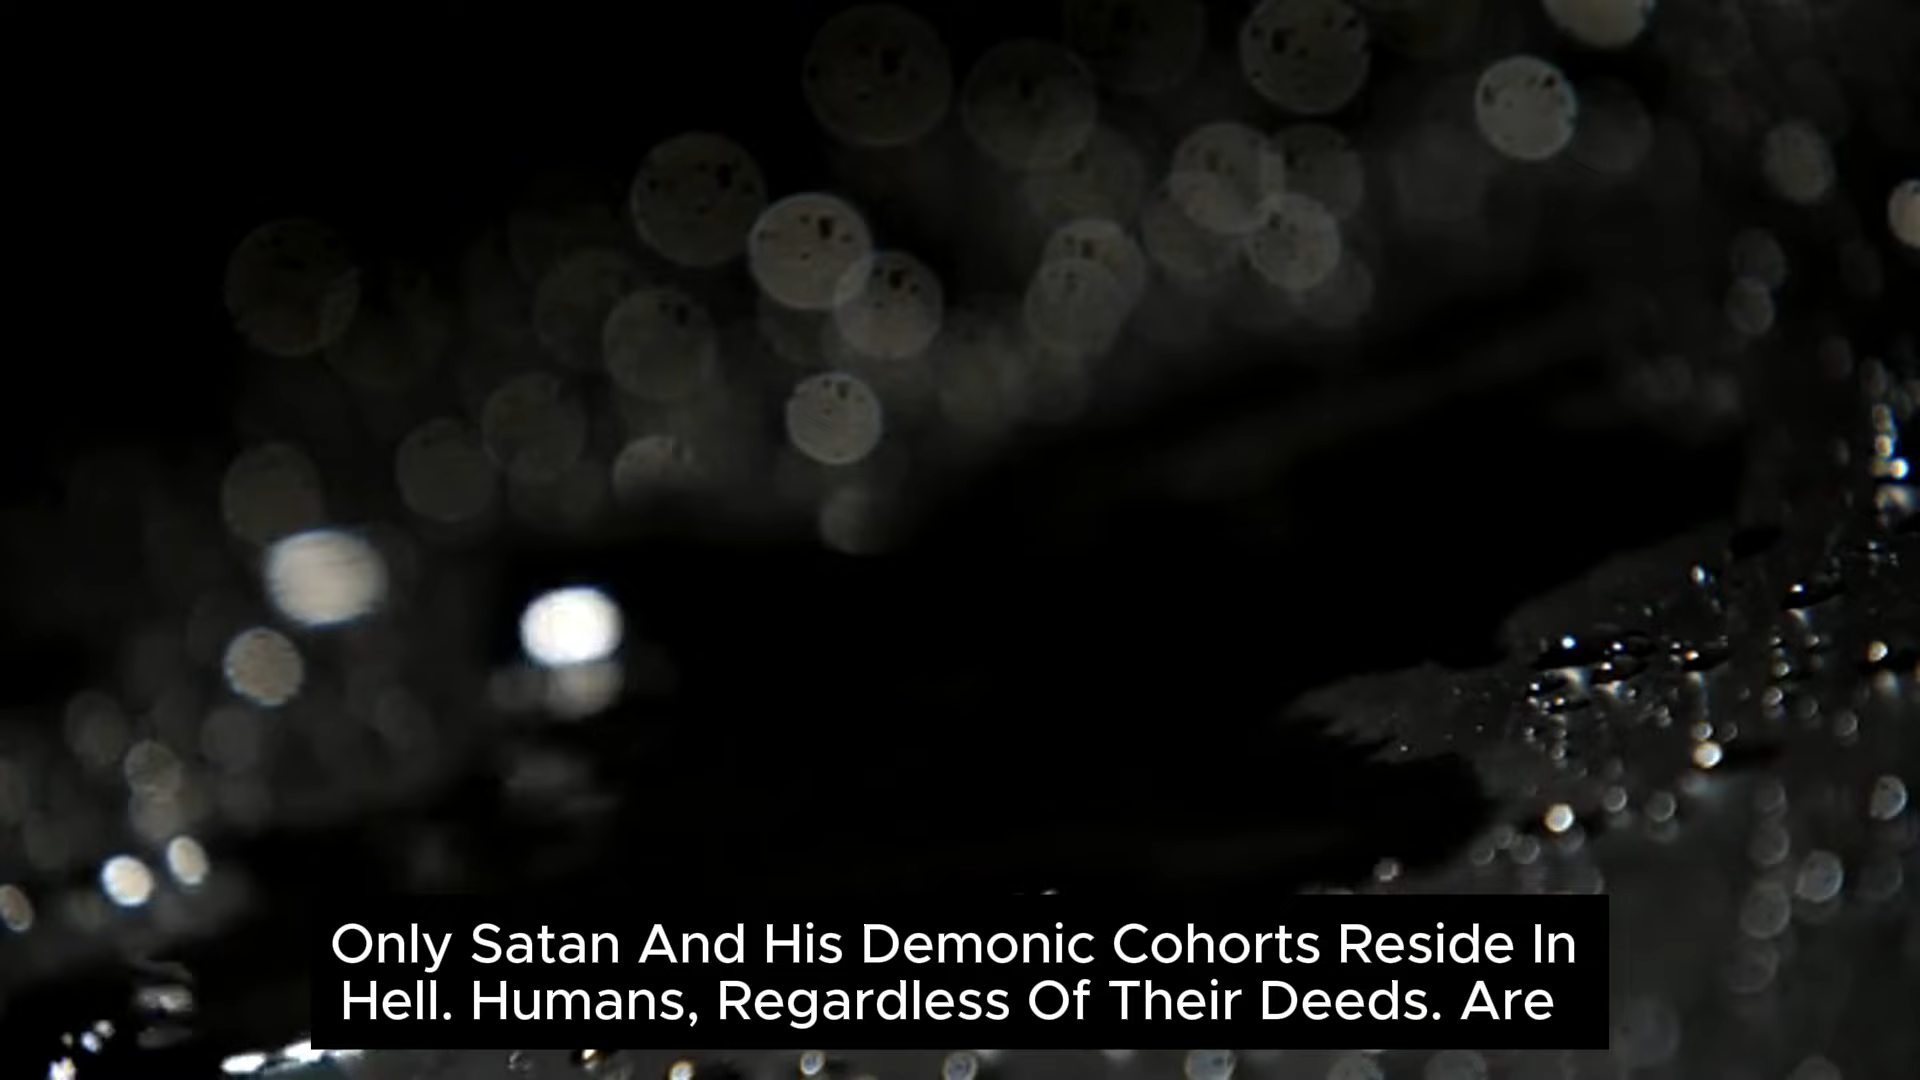 Only Satan And His Demonic Cohorts Reside In
Hell. Humans, Regardless Of Their Deeds. Are